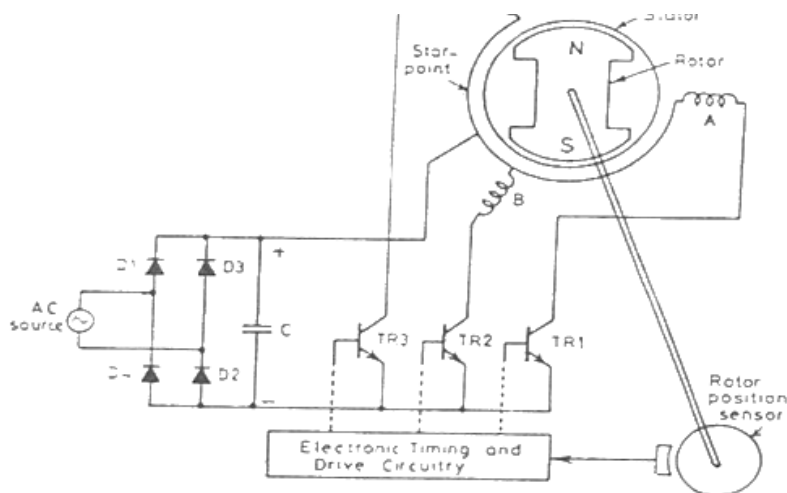 Stator
Star-
point
N
Rotor
S
A
B
D1
D3
+
AC
source
C
TR3
TR2
TR1
D4
D2
-
Rotor
position
sensor
Electronic Timing and
Drive Circuitry